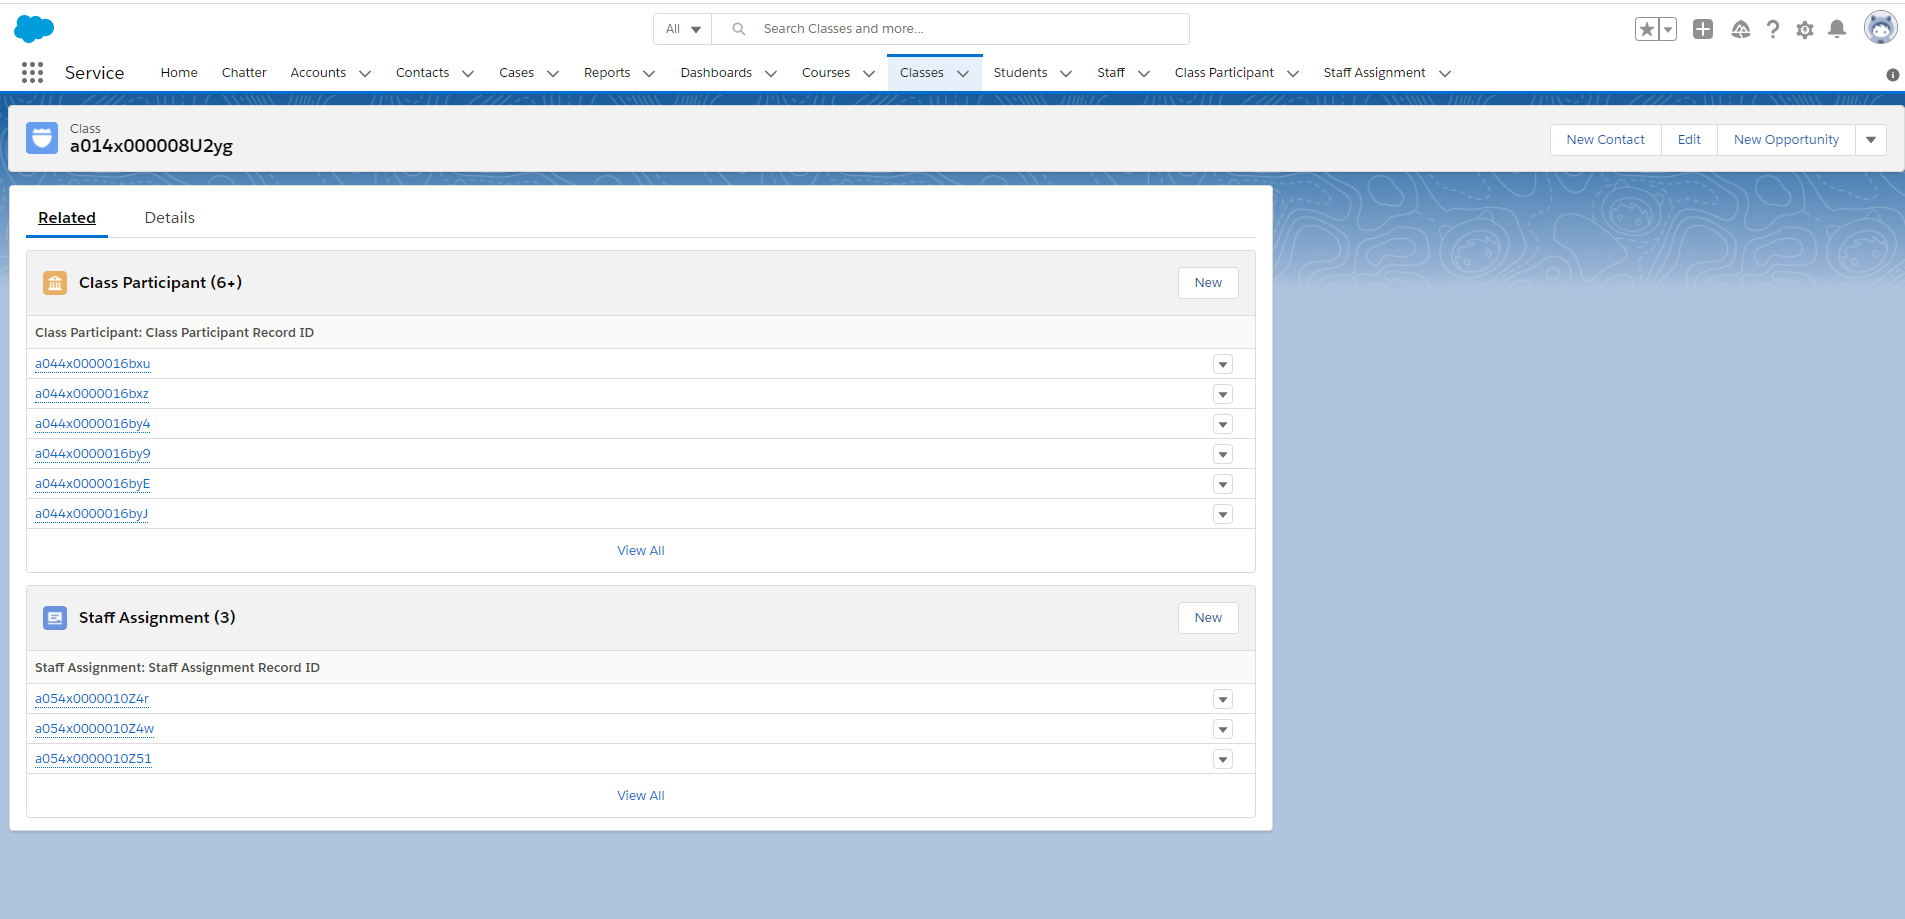 All Search Classes and more...
Service Home Chatter Accounts Contacts Cases Reports Dashboards Courses Classes Students Staff Class Participant Staff Assignment
Class
a014x000008U2yg
New Contact Edit New Opportunity
Related Details
Class Participant (6+) New
Class Participant: Class Participant Record ID
a044x0000016bxu
a044x0000016bxz
a044x0000016by4
a044x0000016by9
a044x0000016byE
a044x0000016byJ
View All
Staff Assignment (3) New
Staff Assignment: Staff Assignment Record ID
a054x0000010Z4r
a054x0000010Z4w
a054x0000010Z51
View All